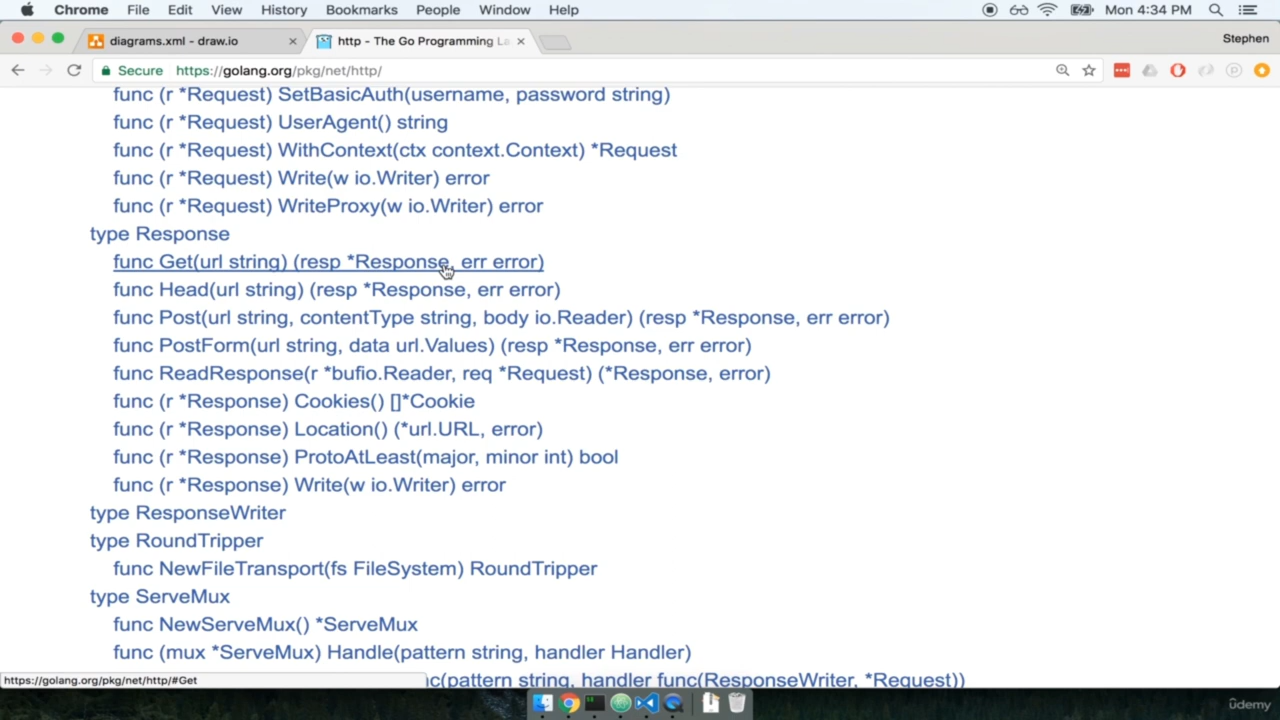 Chrome File Edit View History Bookmarks People Window Help Mon 4:34 PM
diagrams.xml - draw.io http - The Go Programming La Stephen
Secure https://golang.org/pkg/net/http/
func (r *Request) SetBasicAuth(username, password string)
func (r *Request) UserAgent() string
func (r *Request) WithContext(ctx context.Context) *Request
func (r *Request) Write(w io.Writer) error
func (r *Request) WriteProxy(w io.Writer) error
type Response
func Get(url string) (resp *Response, err error)
func Head(url string) (resp *Response, err error)
func Post(url string, contentType string, body io.Reader) (resp *Response, err error)
func PostForm(url string, data url.Values) (resp *Response, err error)
func ReadResponse(r *bufio.Reader, req *Request) (*Response, error)
func (r *Response) Cookies() []*Cookie
func (r *Response) Location() (*url.URL, error)
func (r *Response) ProtoAtLeast(major, minor int) bool
func (r *Response) Write(w io.Writer) error
type ResponseWriter
type RoundTripper
func NewFileTransport(fs FileSystem) RoundTripper
type ServeMux
func NewServeMux() *ServeMux
func (mux *ServeMux) Handle(pattern string, handler Handler)
https://golang.org/pkg/net/http/#Get nc(pattern string, handler func(ResponseWriter, *Request))
ûdemy